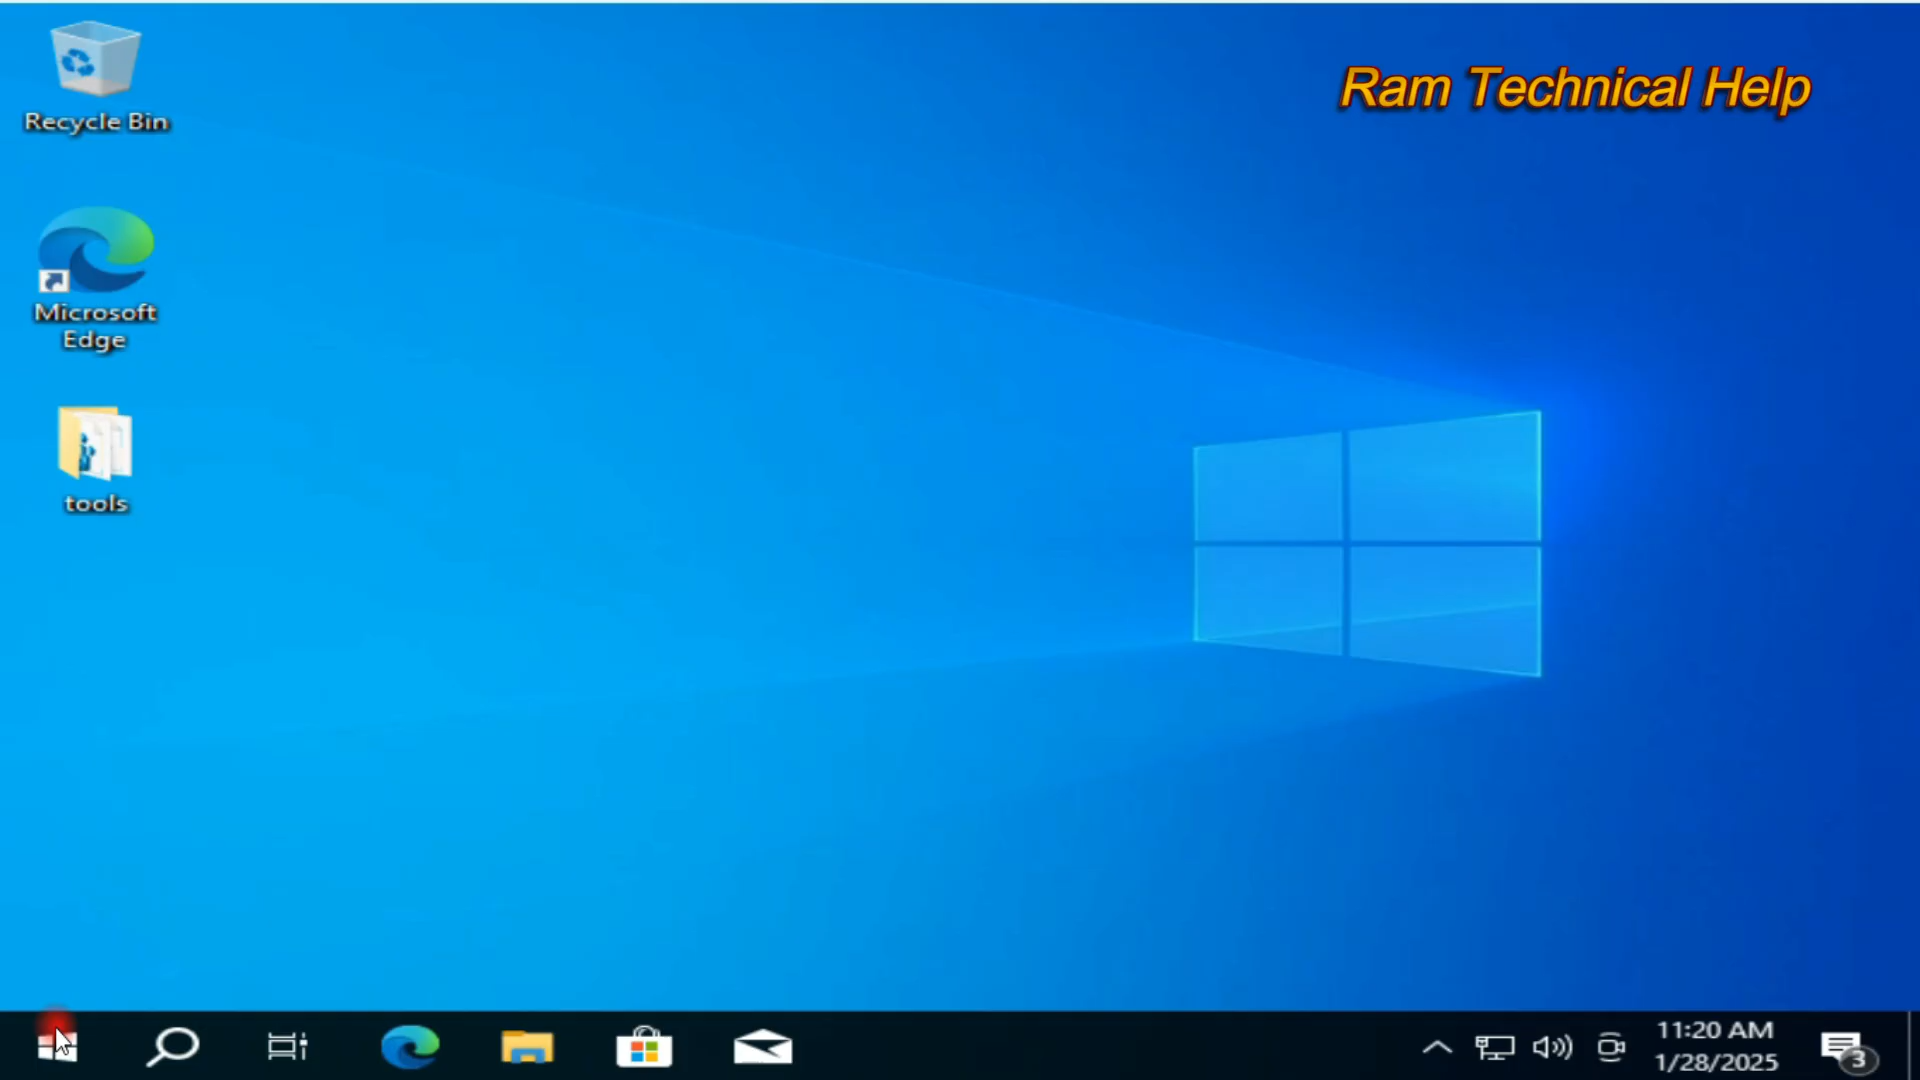 Recycle Bin
Ram Technical Help
Microsoft
Edge
tools
11:20 AM
1/28/2025
3